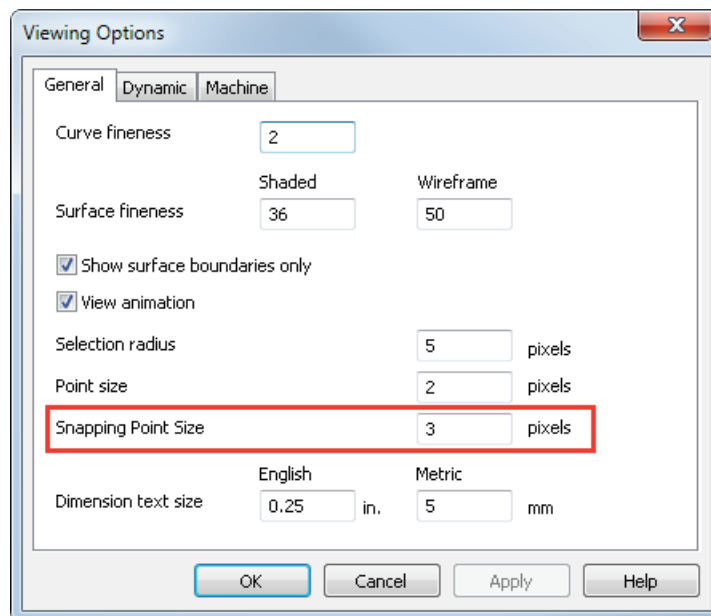 Viewing Options
General Dynamic Machine
Curve fineness 2
Shaded Wireframe
Surface fineness 36 50
Show surface boundaries only
View animation
Selection radius 5 pixels
Point size 2 pixels
Snapping Point Size 3 pixels
English Metric
Dimension text size 0.25 in. 5 mm
OK Cancel Apply Help